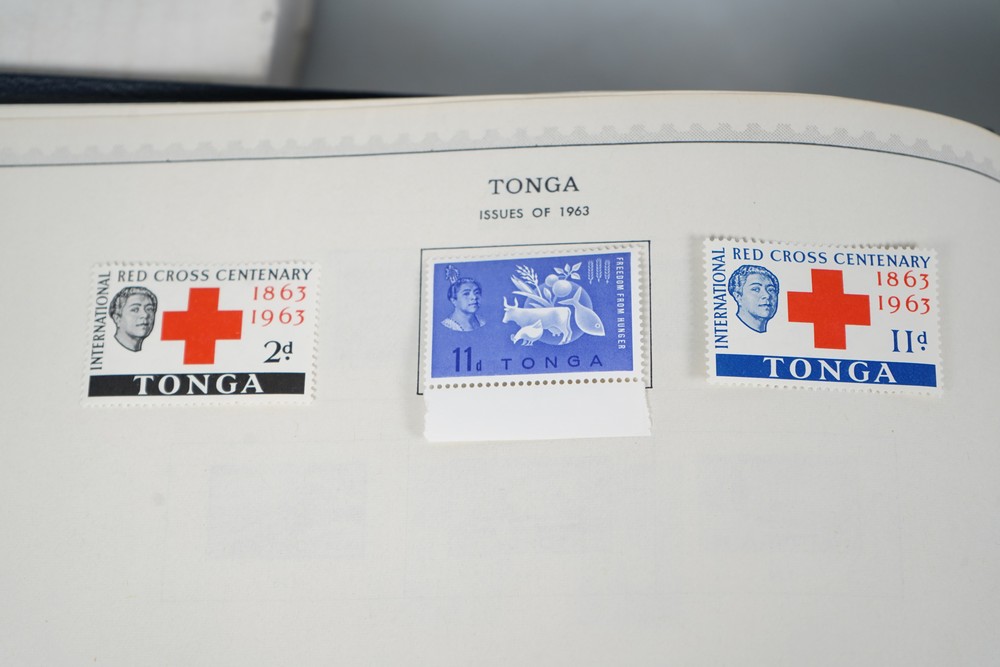 TONGA
ISSUES OF 1963
INTERNATIONAL
RED CROSS CENTENARY
1863
1963
2d
TONGA
FREEDOM FROM HUNGER
11d TONGA
INTERNATIONAL
RED CROSS CENTENARY
1863
1963
11d
TONGA